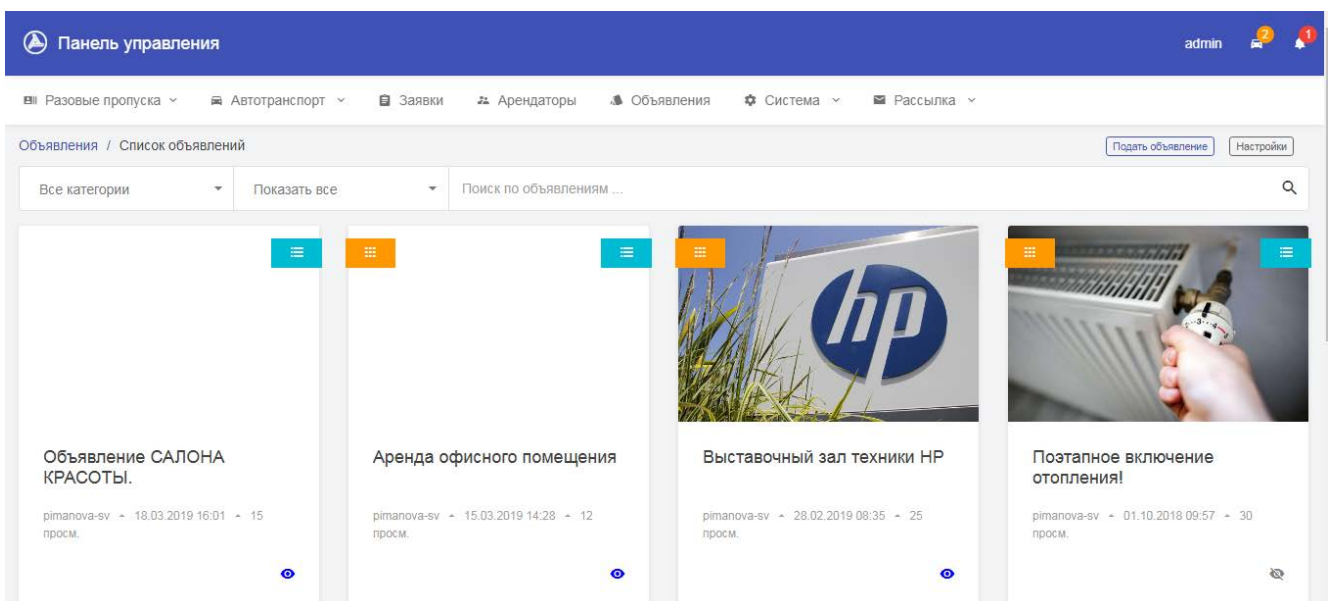 Панель управления
admin
2
1
Разовые пропуска
Автотранспорт
Заявки
Арендаторы
Объявления
Система
Рассылка
Объявления / Список объявлений
Подать объявление
Настройки
Все категории
Показать все
Поиск по объявлениям ...
hp
Объявление САЛОНА
КРАСОТЫ.
pimanova-sv
18.03.2019 16:01
15
просм.
Аренда офисного помещения
pimanova-sv
15.03.2019 14:28
12
просм.
Выставочный зал техники HP
pimanova-sv
28.02.2019 08:35
25
просм.
Поэтапное включение
отопления!
pimanova-sv
01.10.2018 09:57
30
просм.